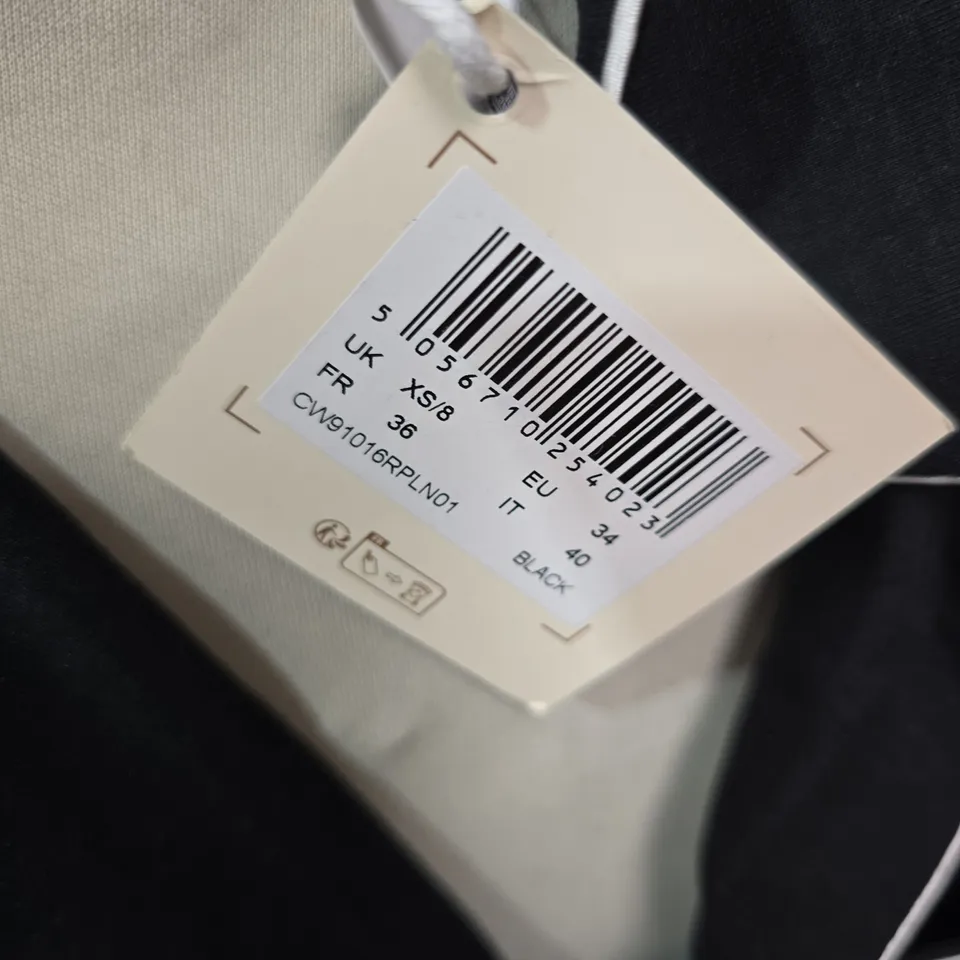 5 056710 254023
UK XS/8 EU 34
FR 36 IT 40
CW91016RPLN01 BLACK